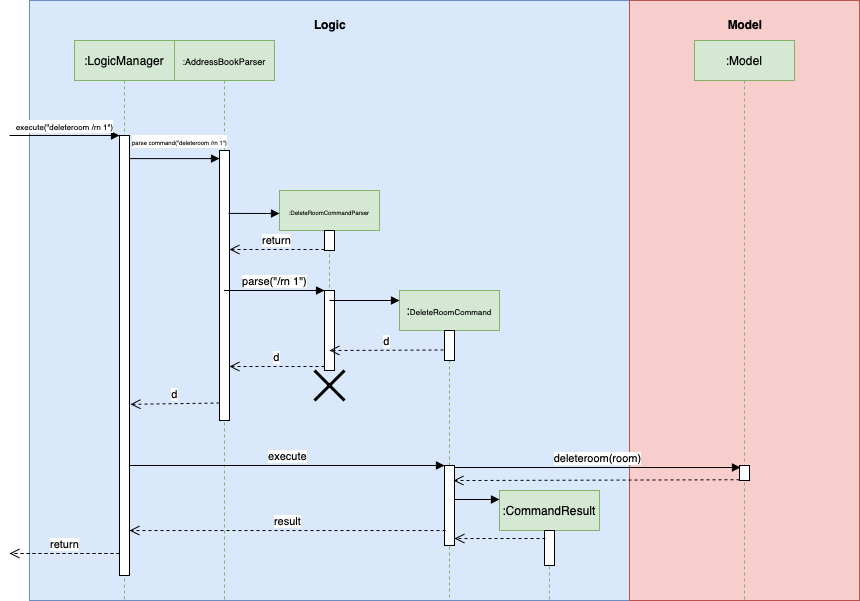 Logic
Model
:LogicManager
:AddressBookParser
:Model
execute("deleteroom /rn 1")
parse command("deleteroom /rn 1")
:DeleteRoomCommandParser
return
parse("/rn 1")
:DeleteRoomCommand
d
d
d
execute
deleteroom(room)
:CommandResult
result
return